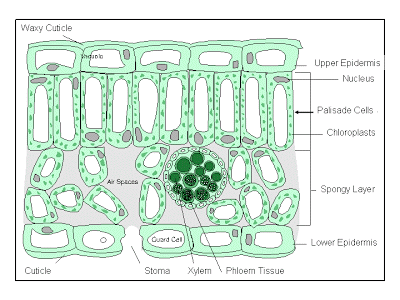 Waxy Cuticle
Vacuole
Upper Epidermis
Nucleus
Palisade Cells
Chloroplasts
Air Spaces
Spongy Layer
Guard Cell
Lower Epidermis
Cuticle
Stoma
Xylem
Phloem Tissue